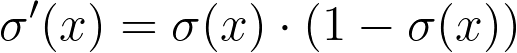 σ′(x) = σ(x) · (1 − σ(x))